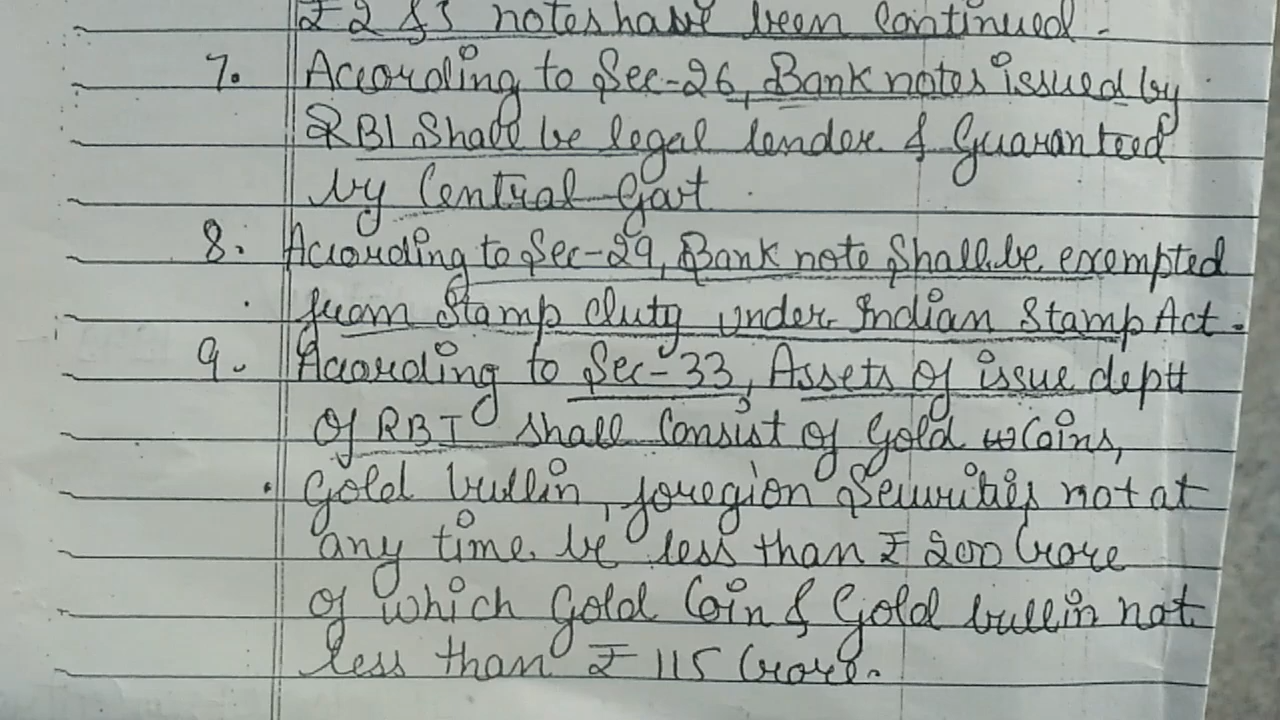 ₹ 2 & 5 notes have been Continued.
7. According to Sec-26, Bank notes issued by
RBI Shall be legal tender & Guaranteed
by Central Govt.
8. According to Sec-29, Bank note Shall be exempted
from Stamp duty under Indian Stamp Act.
9. According to Sec-33, Assets of issue deptt
Of RBI shall Consist of Gold Coins,
Gold bullin, foregion Securities not at
any time be less than ₹ 200 Crore
of which Gold Coin & Gold bullin not
less than ₹ 115 Crore.